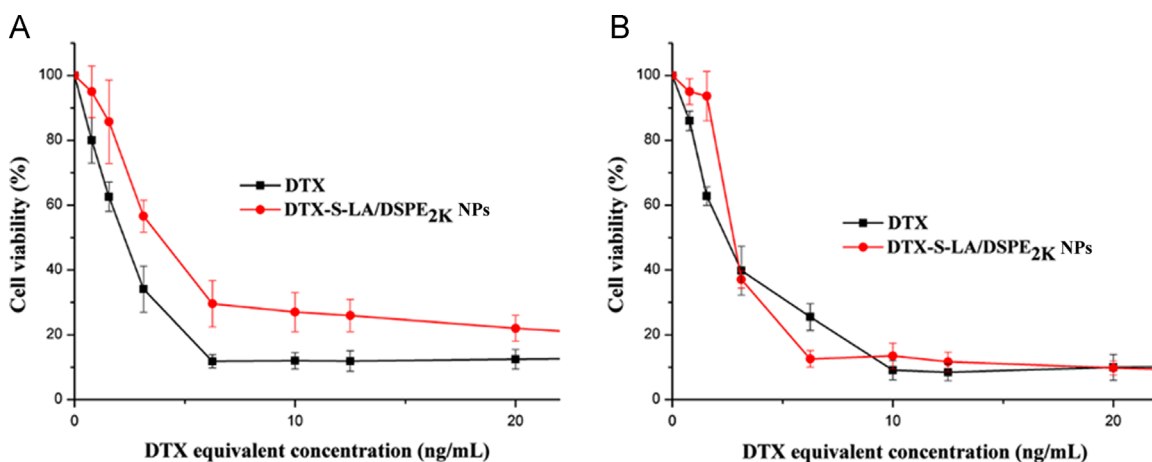 A
Cell viability (%)
100
80
60
40
20
0
DTX
DTX-S-LA/DSPE2K NPs
0
10
20
DTX equivalent concentration (ng/mL)
B
Cell viability (%)
100
80
60
40
20
0
DTX
DTX-S-LA/DSPE2K NPs
0
10
20
DTX equivalent concentration (ng/mL)